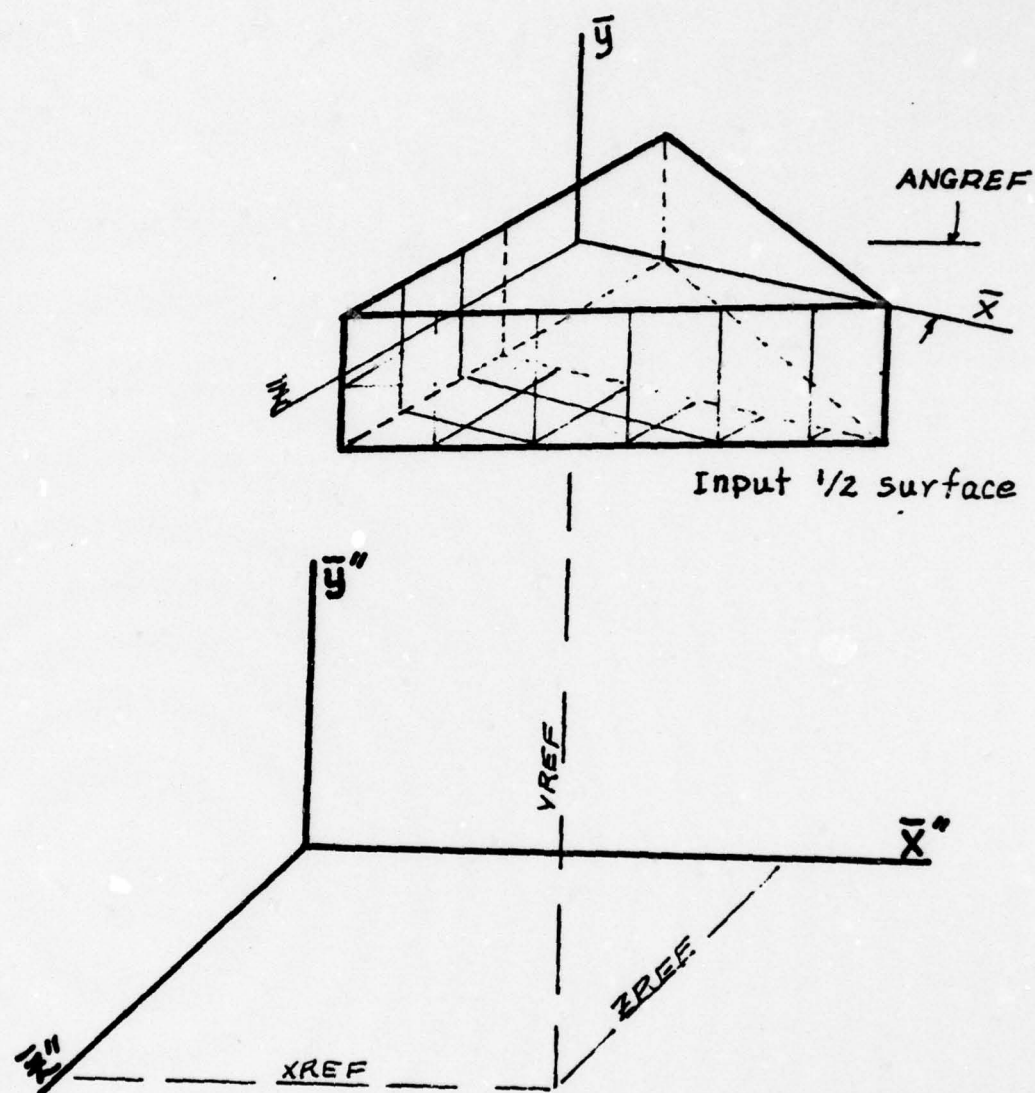 ȳ
ANGREF
x̄
z̄
Input 1/2 surface
ȳ"
YREF
x̄"
ZREF
z̄"
XREF